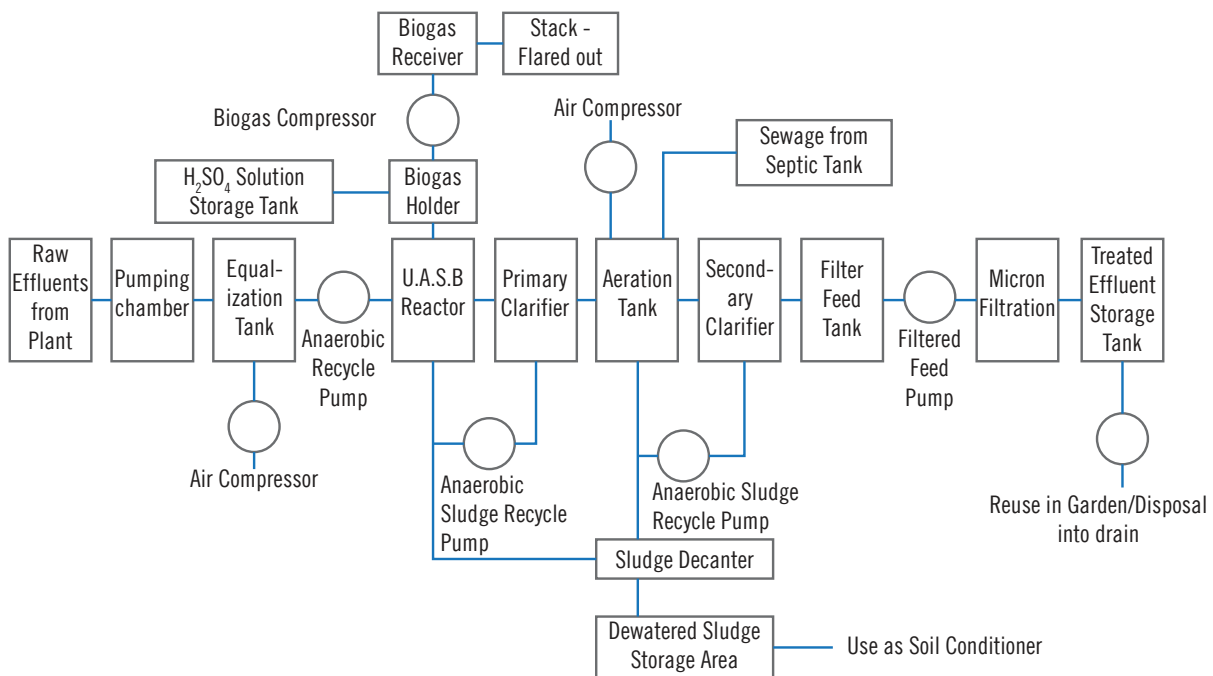 Biogas
Receiver
Stack -
Flared out
Biogas Compressor
Air Compressor
Sewage from
Septic Tank
H₂SO₄ Solution
Storage Tank
Biogas
Holder
Raw
Effluents
from
Plant
Pumping
chamber
Equal-
ization
Tank
Anaerobic
Recycle
Pump
U.A.S.B
Reactor
Primary
Clarifier
Aeration
Tank
Second-
ary
Clarifier
Filter
Feed
Tank
Filtered
Feed
Pump
Micron
Filtration
Treated
Effluent
Storage
Tank
Air Compressor
Anaerobic
Sludge Recycle
Pump
Anaerobic Sludge
Recycle Pump
Reuse in Garden/Disposal
into drain
Sludge Decanter
Dewatered Sludge
Storage Area
Use as Soil Conditioner